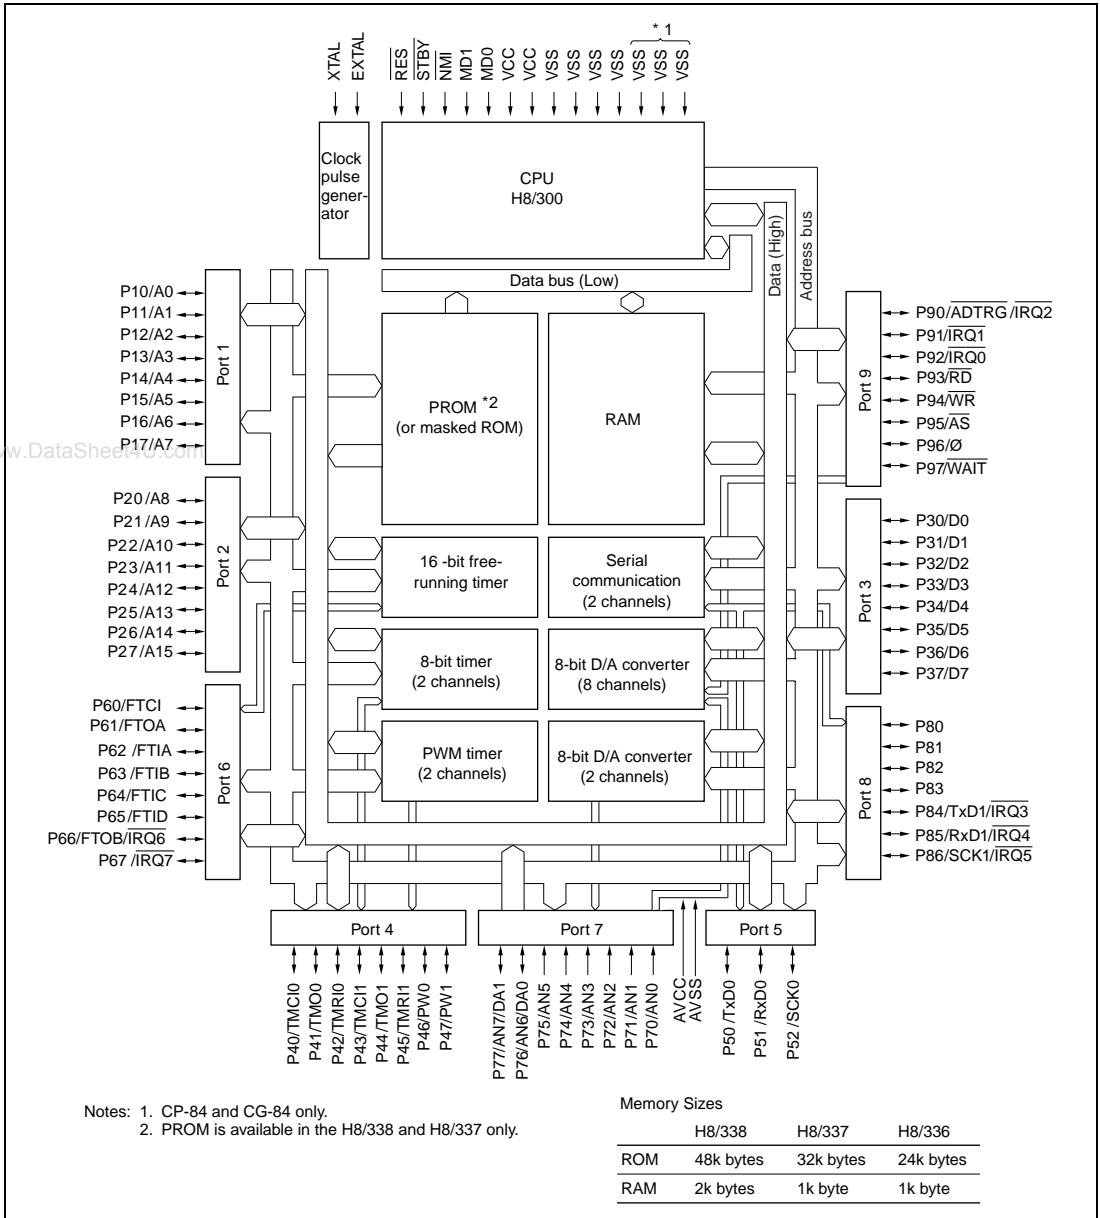 * 1
XTAL
EXTAL
RES
STBY
NMI
MD1
MD0
VCC
VCC
VSS
VSS
VSS
VSS
VSS
VSS
VSS
Clock
pulse
gener-
ator
CPU
H8/300
Data bus (Low)
Data (High)
Address bus
P10/A0
P11/A1
P12/A2
P13/A3
P14/A4
P15/A5
P16/A6
P17/A7
Port 1
w.DataSheet4U.com
PROM *2
(or masked ROM)
RAM
P90/ADTRG /IRQ2
P91/IRQ1
P92/IRQ0
P93/RD
P94/WR
P95/AS
P96/Ø
P97/WAIT
Port 9
P20/A8
P21/A9
P22/A10
P23/A11
P24/A12
P25/A13
P26/A14
P27/A15
Port 2
16 -bit free-
running timer
Serial
communication
(2 channels)
P30/D0
P31/D1
P32/D2
P33/D3
P34/D4
P35/D5
P36/D6
P37/D7
Port 3
8-bit timer
(2 channels)
8-bit D/A converter
(8 channels)
P60/FTCI
P61/FTOA
P62 /FTIA
P63 /FTIB
P64/FTIC
P65/FTID
P66/FTOB/IRQ6
P67 /IRQ7
Port 6
PWM timer
(2 channels)
8-bit D/A converter
(2 channels)
P80
P81
P82
P83
P84/TxD1/IRQ3
P85/RxD1/IRQ4
P86/SCK1/IRQ5
Port 8
Port 4
Port 7
Port 5
P40/TMCI0
P41/TMO0
P42/TMRI0
P43/TMCI1
P44/TMO1
P45/TMRI1
P46/PW0
P47/PW1
P77/AN7/DA1
P76/AN6/DA0
P75/AN5
P74/AN4
P73/AN3
P72/AN2
P71/AN1
P70/AN0
AVCC
AVSS
P50 /TxD0
P51 /RxD0
P52 /SCK0
Notes: 1. CP-84 and CG-84 only.
2. PROM is available in the H8/338 and H8/337 only.
Memory Sizes
H8/338 H8/337 H8/336
ROM 48k bytes 32k bytes 24k bytes
RAM 2k bytes 1k byte 1k byte